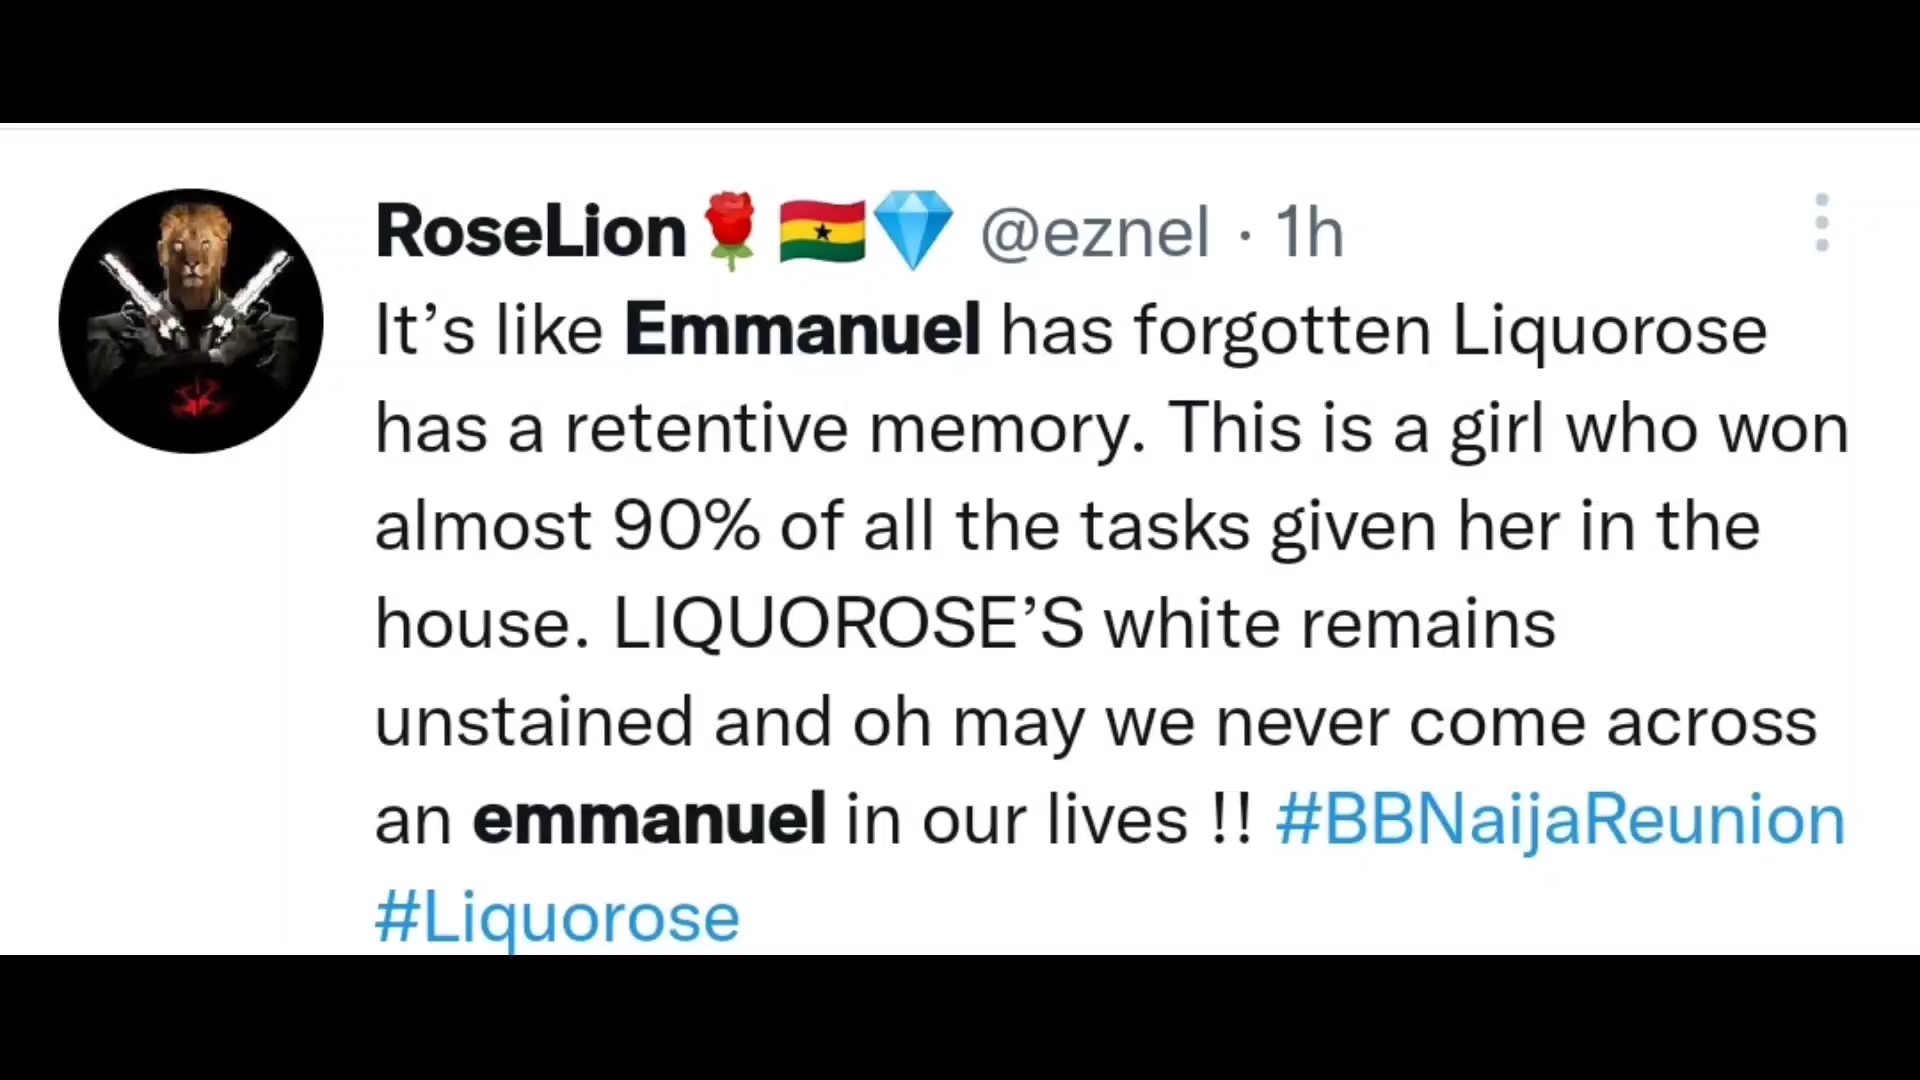 RoseLion🌹🇬🇭💎 @eznel · 1h
It’s like Emmanuel has forgotten Liquorose
has a retentive memory. This is a girl who won
almost 90% of all the tasks given her in the
house. LIQUOROSE’S white remains
unstained and oh may we never come across
an emmanuel in our lives !! #BBNaijaReunion
#Liquorose